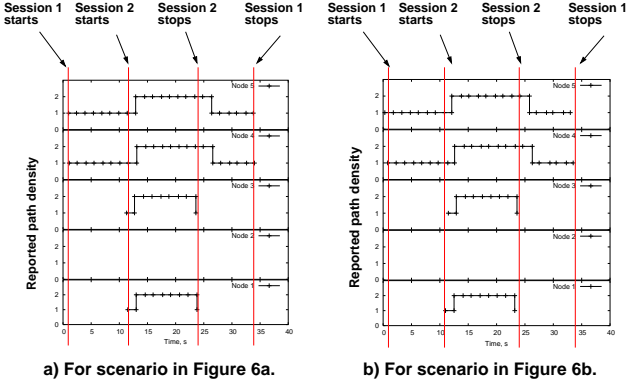 Session 1 starts
Session 2 starts
Session 2 stops
Session 1 stops
Reported path density
Node 5
2
1
0
Node 4
2
1
0
Node 3
2
1
0
Node 2
2
1
0
Node 1
2
1
0
0 5 10 15 20 25 30 35 40
Time, s
a) For scenario in Figure 6a.
Session 1 starts
Session 2 starts
Session 2 stops
Session 1 stops
Reported path density
Node 5
2
1
0
Node 4
2
1
0
Node 3
2
1
0
Node 2
2
1
0
Node 1
2
1
0
0 5 10 15 20 25 30 35 40
Time, s
b) For scenario in Figure 6b.